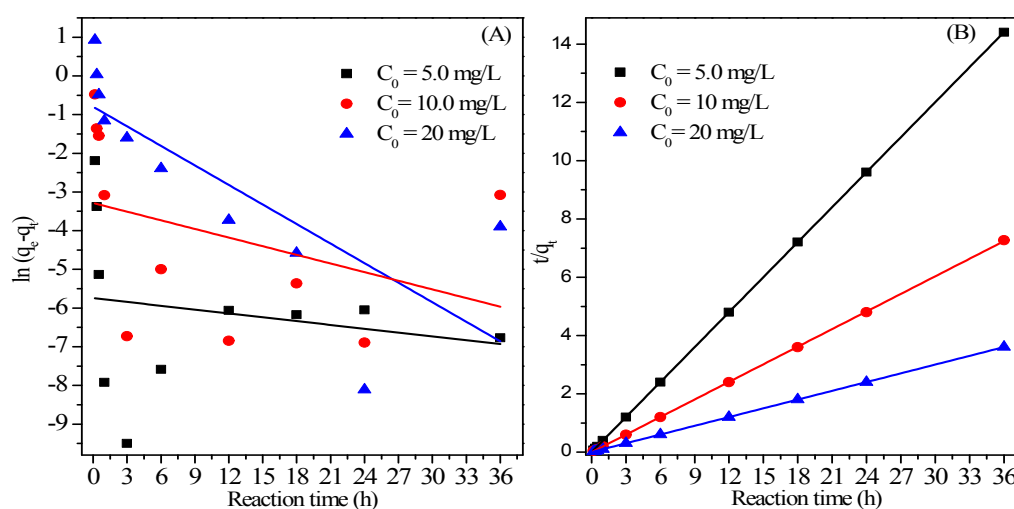 (A)
C₀ = 5.0 mg/L
C₀ = 10.0 mg/L
C₀ = 20 mg/L
ln (qₑ-qₜ)
1
0
-1
-2
-3
-4
-5
-6
-7
-8
-9
0 3 6 9 12 15 18 21 24 27 30 33 36
Reaction time (h)
(B)
C₀ = 5.0 mg/L
C₀ = 10 mg/L
C₀ = 20 mg/L
t/qₜ
14
12
10
8
6
4
2
0
0 3 6 9 12 15 18 21 24 27 30 33 36
Reaction time (h)